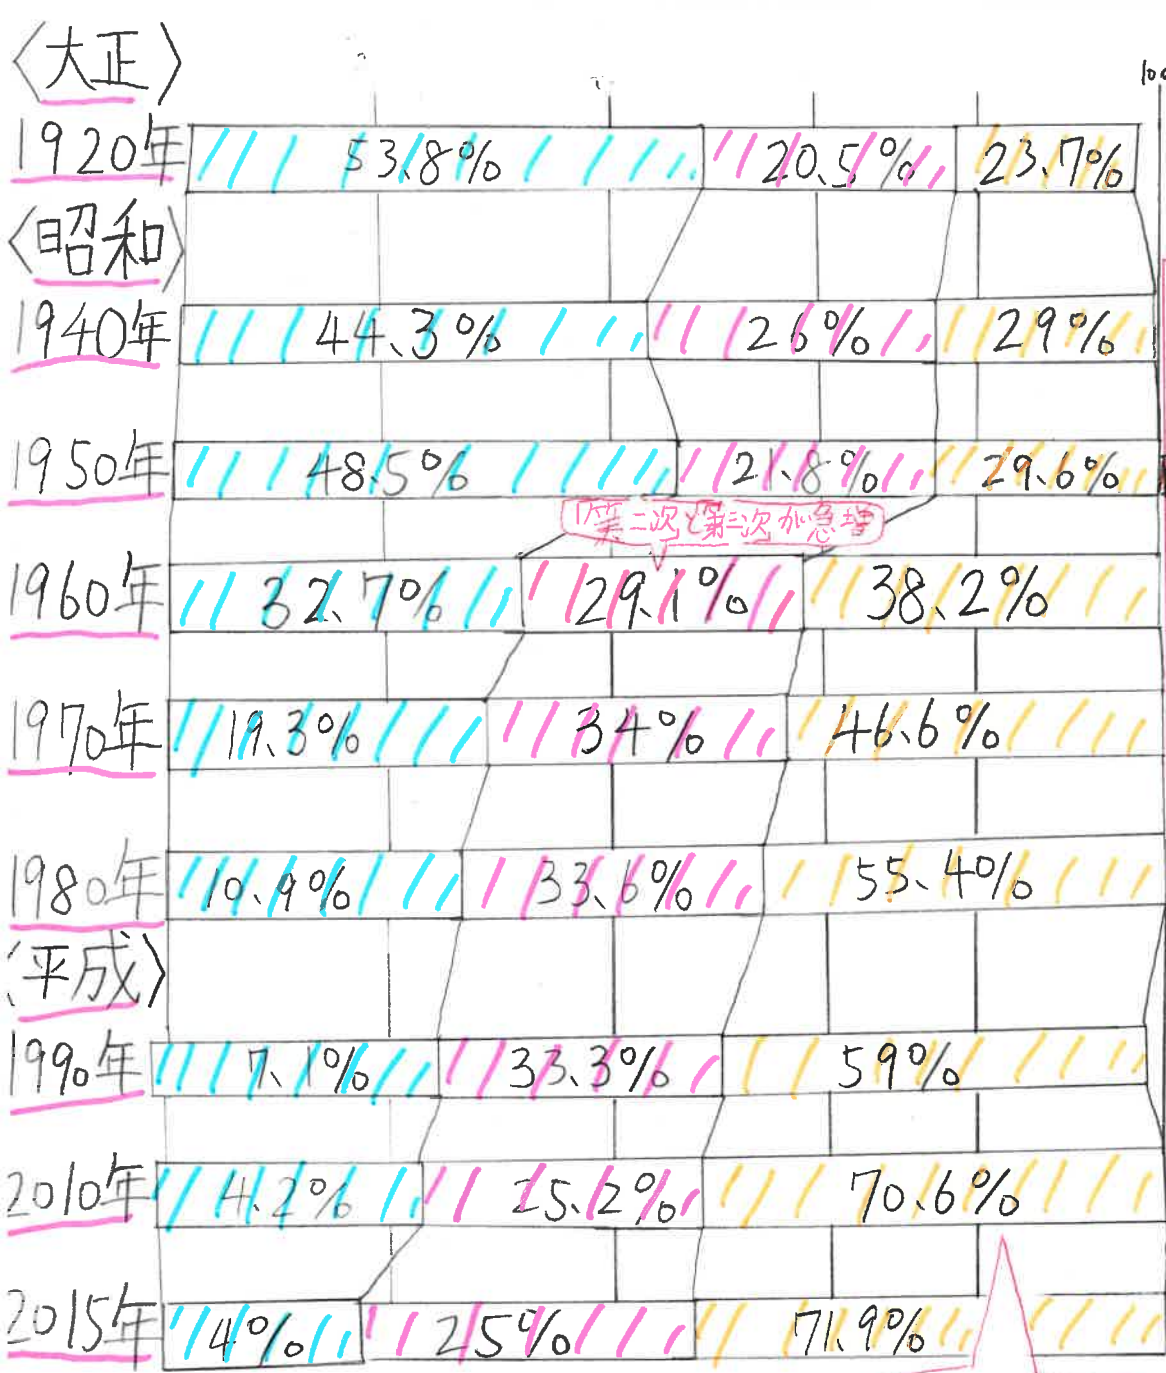 〈大正〉
100
1920年 53.8% 20.5% 23.7%
〈昭和〉
1940年 44.3% 26% 29%
1950年 48.5% 21.8% 29.6%
第二次と第三次が急増
1960年 32.7% 29.1% 38.2%
1970年 19.3% 34% 46.6%
1980年 10.9% 33.6% 55.4%
〈平成〉
1990年 7.1% 33.3% 59%
2010年 4.2% 25.2% 70.6%
2015年 4% 25% 71.9%